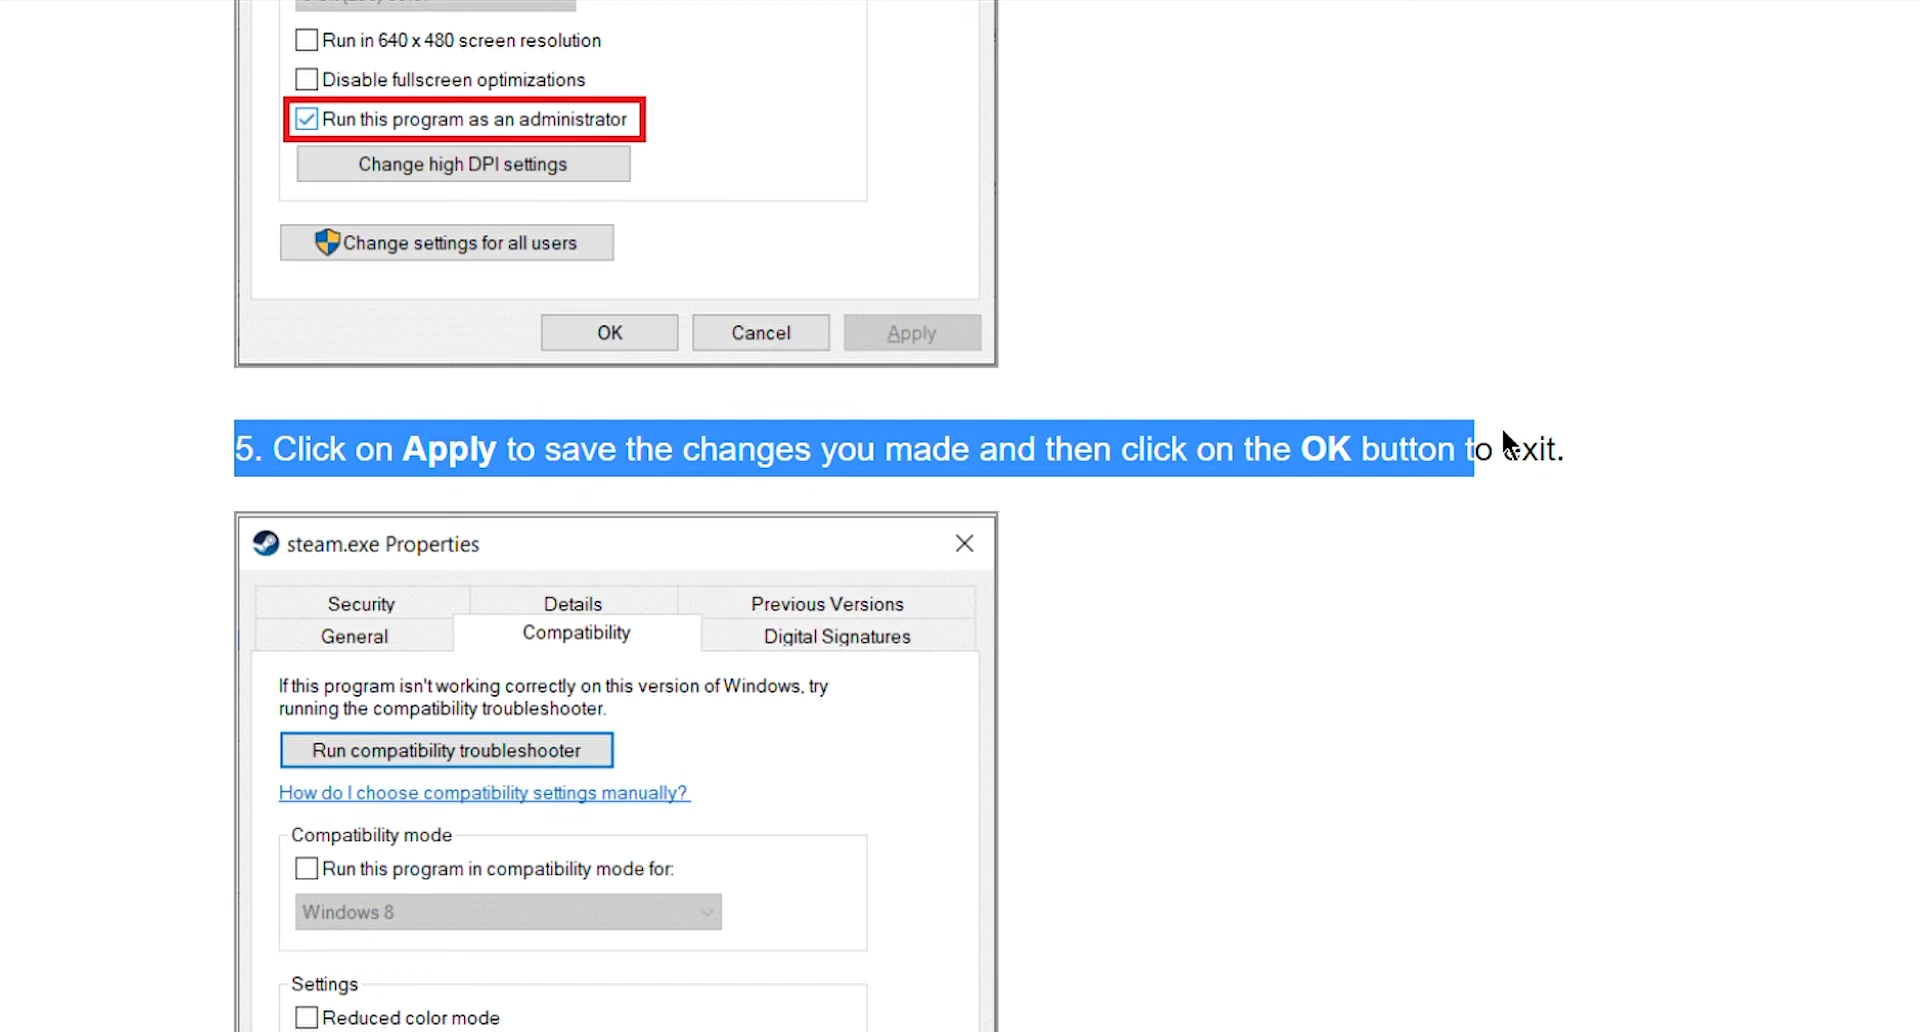 Run in 640 x 480 screen resolution
Disable fullscreen optimizations
Run this program as an administrator
Change high DPI settings
Change settings for all users
OK Cancel Apply
5. Click on Apply to save the changes you made and then click on the OK button to exit.
steam.exe Properties
Security Details Previous Versions
General Compatibility Digital Signatures
If this program isn't working correctly on this version of Windows, try
running the compatibility troubleshooter.
Run compatibility troubleshooter
How do I choose compatibility settings manually?
Compatibility mode
Run this program in compatibility mode for:
Windows 8
Settings
Reduced color mode